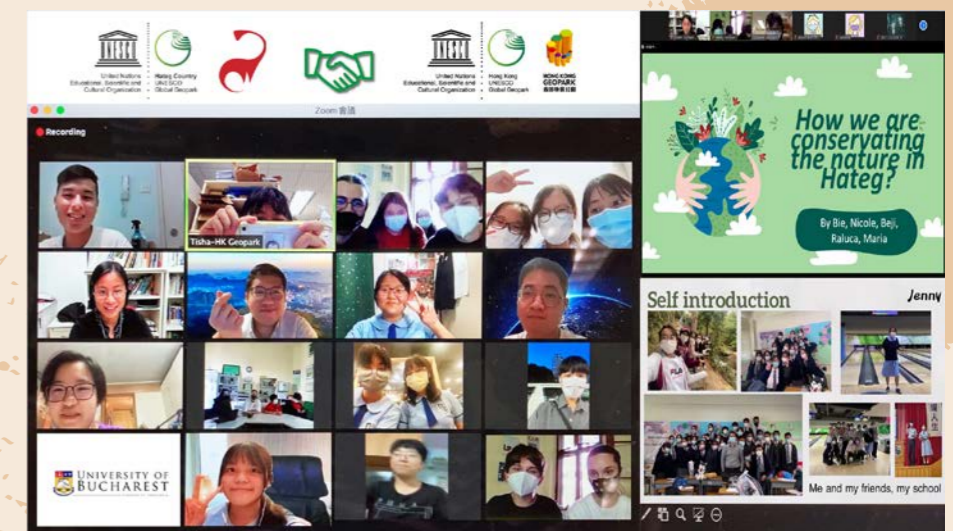 United Nations
Educational, Scientific and
Cultural Organization
Hateg Country
UNESCO
Global Geopark
United Nations
Educational, Scientific and
Cultural Organization
Hong Kong
UNESCO
Global Geopark
HONG KONG
GEOPARK
香港地質公園
Zoom 會議
Recording
Tisha-HK Geopark
UNIVERSITY OF
BUCHAREST
How we are
conservating
the nature in
Hateg?
By Bie, Nicole, Beji,
Raluca, Maria
Self introduction
Jenny
FILA
Me and my friends, my school